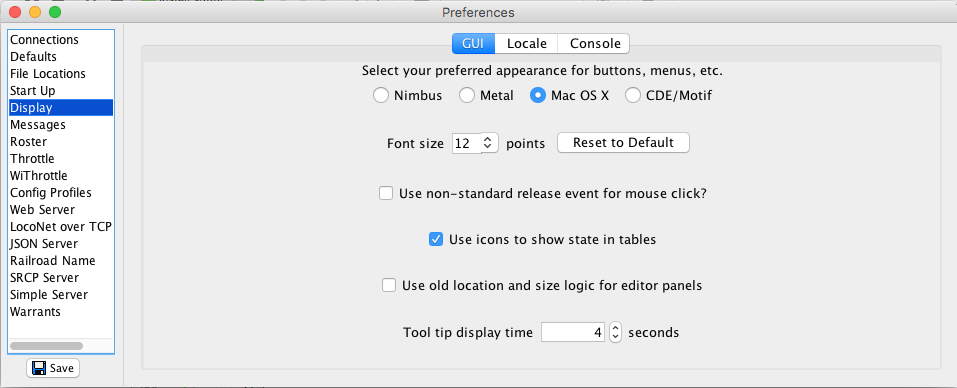 Preferences
Connections
Defaults
File Locations
Start Up
Display
Messages
Roster
Throttle
WiThrottle
Config Profiles
Web Server
LocoNet over TCP
JSON Server
Railroad Name
SRCP Server
Simple Server
Warrants
Save
GUI Locale Console
Select your preferred appearance for buttons, menus, etc.
Nimbus Metal Mac OS X CDE/Motif
Font size 12 points Reset to Default
Use non-standard release event for mouse click?
Use icons to show state in tables
Use old location and size logic for editor panels
Tool tip display time 4 seconds